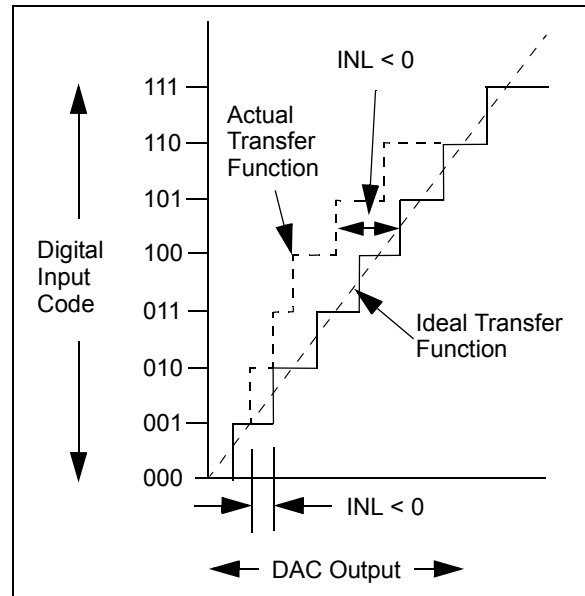 INL < 0
111
Actual
Transfer
Function
110
101
Digital
Input
Code
100
011
Ideal Transfer
Function
010
001
000
INL < 0
DAC Output